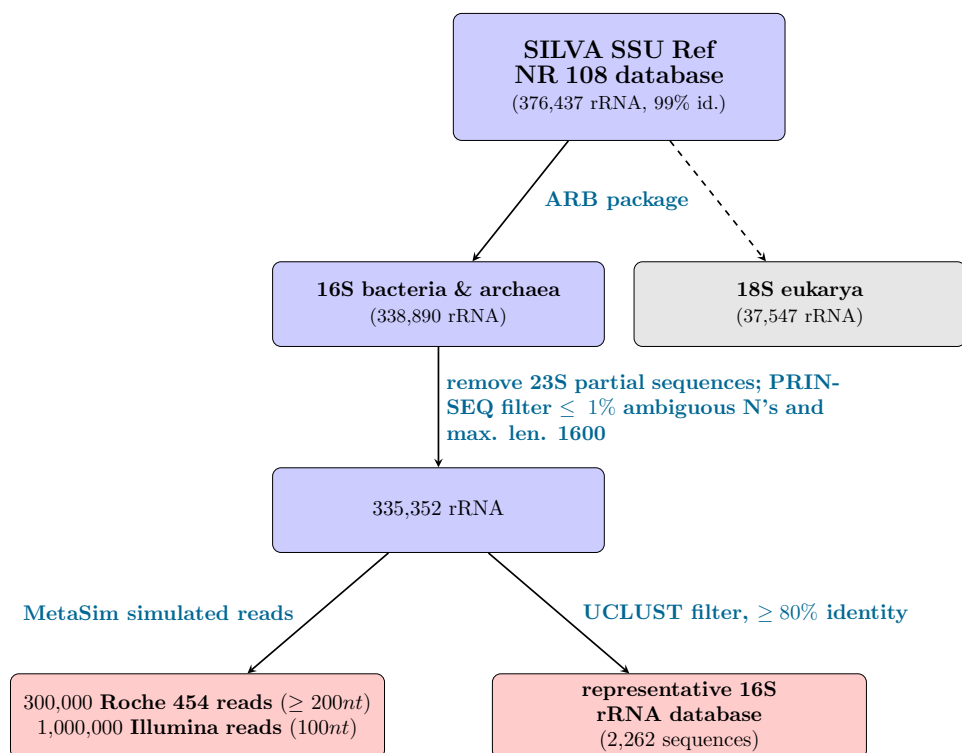 SILVA SSU Ref
NR 108 database
(376,437 rRNA, 99% id.)
ARB package
16S bacteria & archaea
(338,890 rRNA)
18S eukarya
(37,547 rRNA)
remove 23S partial sequences; PRIN-
SEQ filter ≤ 1% ambiguous N's and
max. len. 1600
335,352 rRNA
MetaSim simulated reads
UCLUST filter, ≥ 80% identity
300,000 Roche 454 reads (≥ 200nt)
1,000,000 Illumina reads (100nt)
representative 16S
rRNA database
(2,262 sequences)